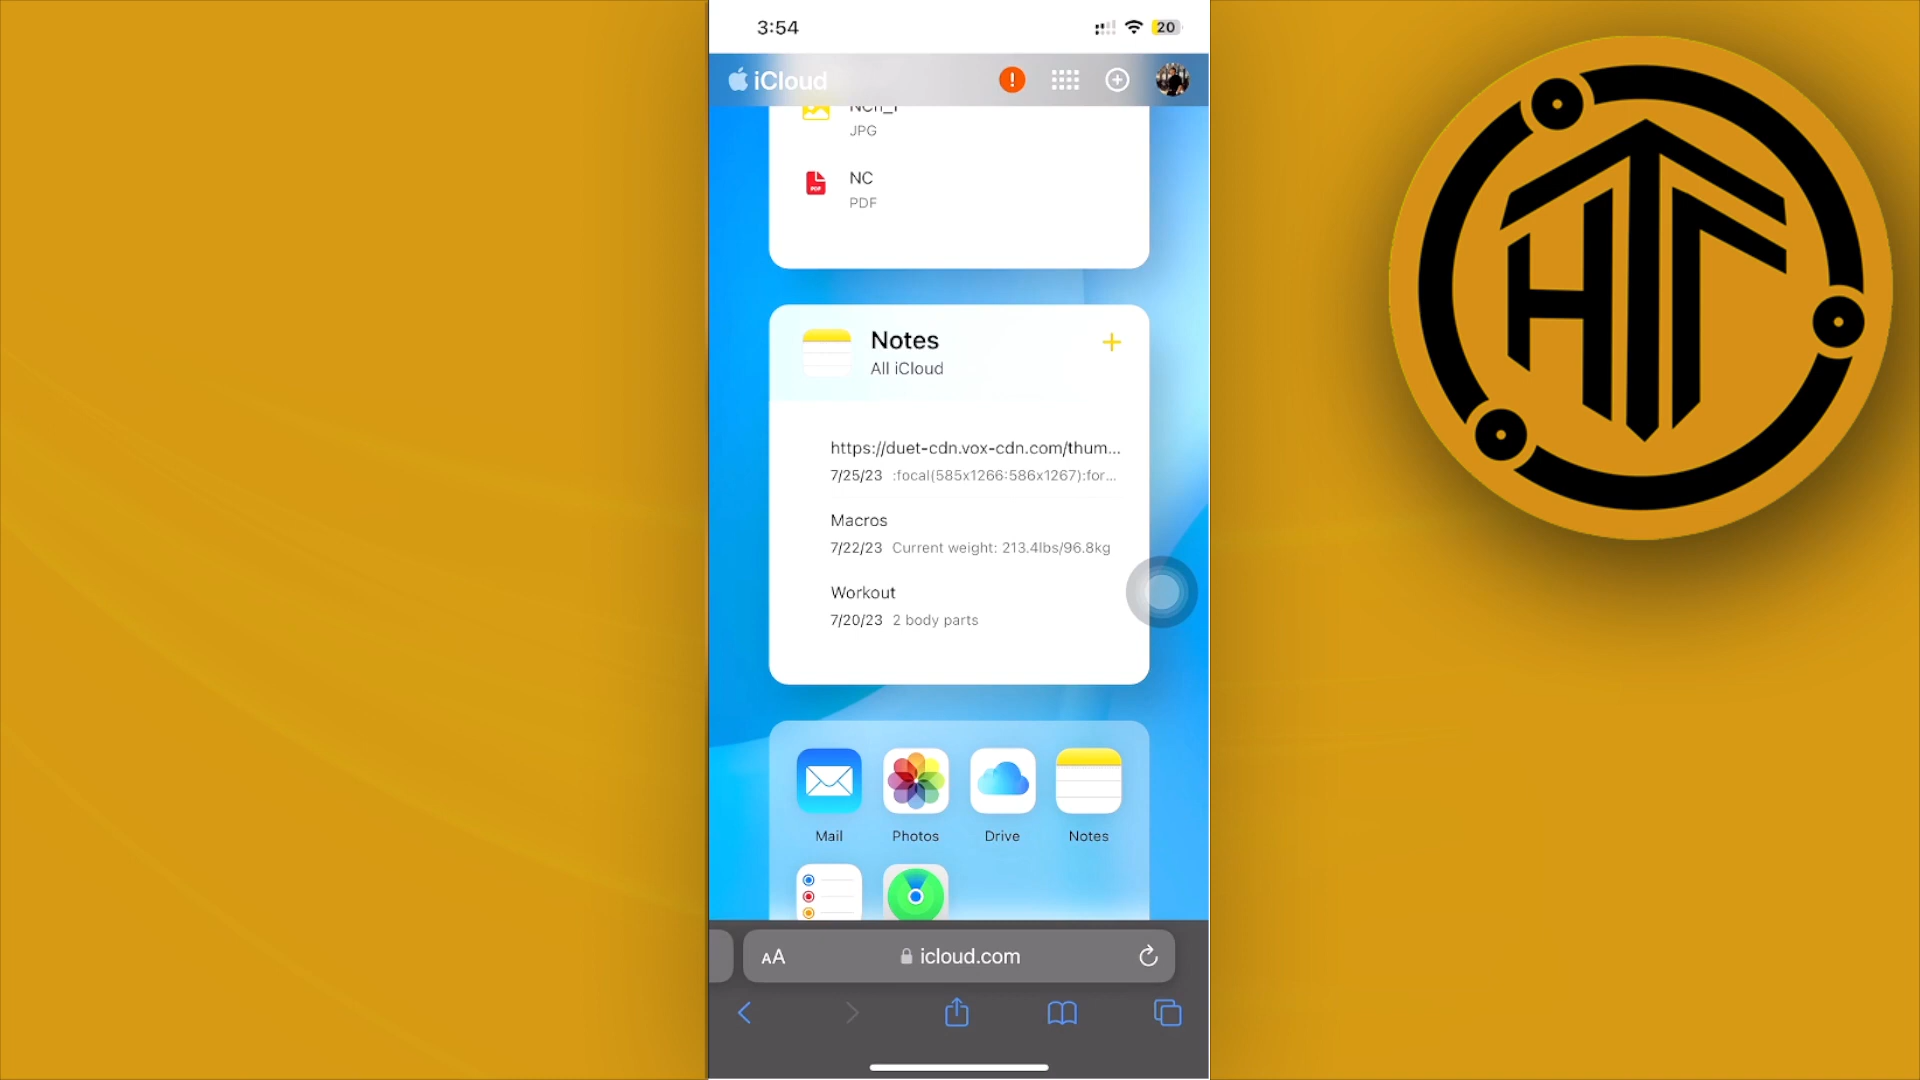 3:54
20
iCloud
JPG
NC
PDF
PDF
Notes
All iCloud
https://duet-cdn.vox-cdn.com/thum...
7/25/23 :focal(585x1266:586x1267):for...
Macros
7/22/23 Current weight: 213.4lbs/96.8kg
Workout
7/20/23 2 body parts
Mail Photos Drive Notes
AA icloud.com
HT